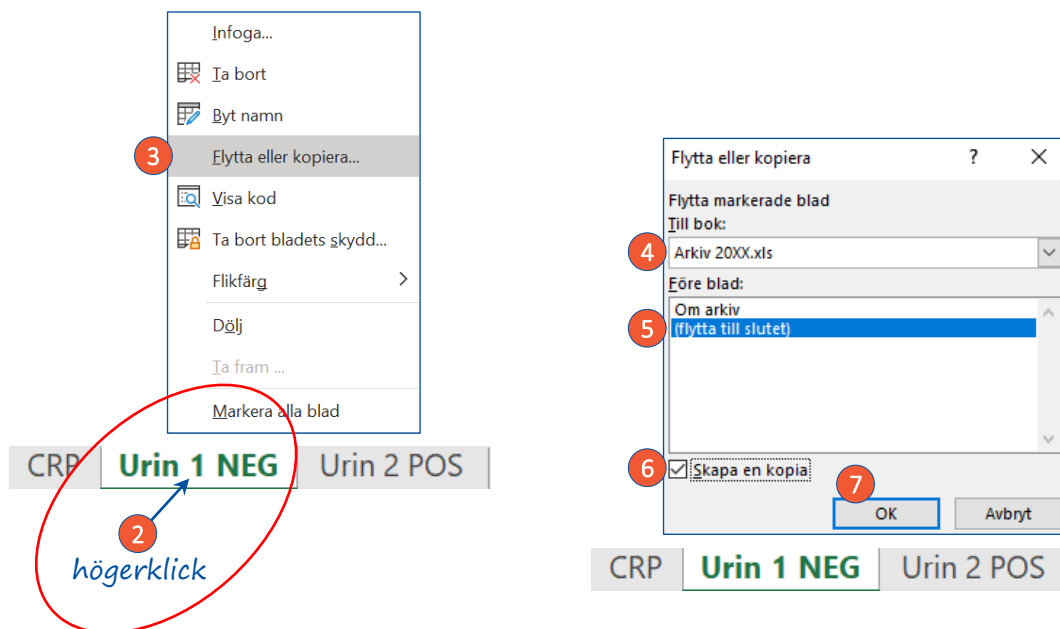 Infoga...
Ta bort
Byt namn
3 Flytta eller kopiera...
Visa kod
Ta bort bladets skydd...
Flikfärg
Dölj
Ta fram ...
Markera alla blad
CRP Urin 1 NEG Urin 2 POS
2
högerklick
Flytta eller kopiera ?
Flytta markerade blad
Till bok:
4 Arkiv 20XX.xls
Före blad:
Om arkiv
5 (flytta till slutet)
6 Skapa en kopia
7
OK Avbryt
CRP Urin 1 NEG Urin 2 POS